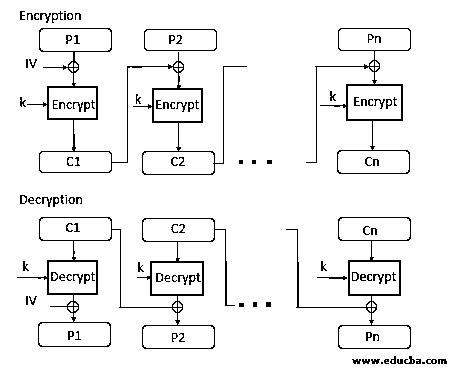 Encryption
P1 P2 Pn
IV
k Encrypt k Encrypt k Encrypt
C1 C2 Cn
Decryption
C1 C2 Cn
k Decrypt k Decrypt k Decrypt
IV
P1 P2 Pn
www.educba.com